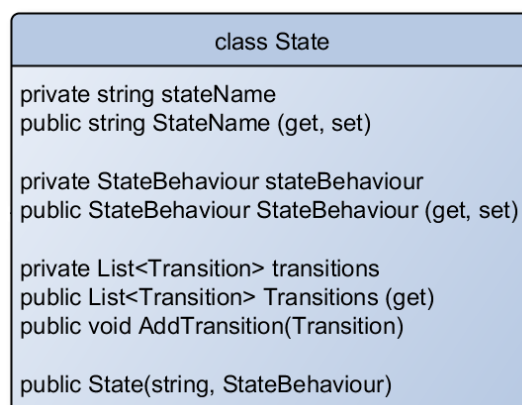 class State
private string stateName
public string StateName (get, set)
private StateBehaviour stateBehaviour
public StateBehaviour StateBehaviour (get, set)
private List<Transition> transitions
public List<Transition> Transitions (get)
public void AddTransition(Transition)
public State(string, StateBehaviour)